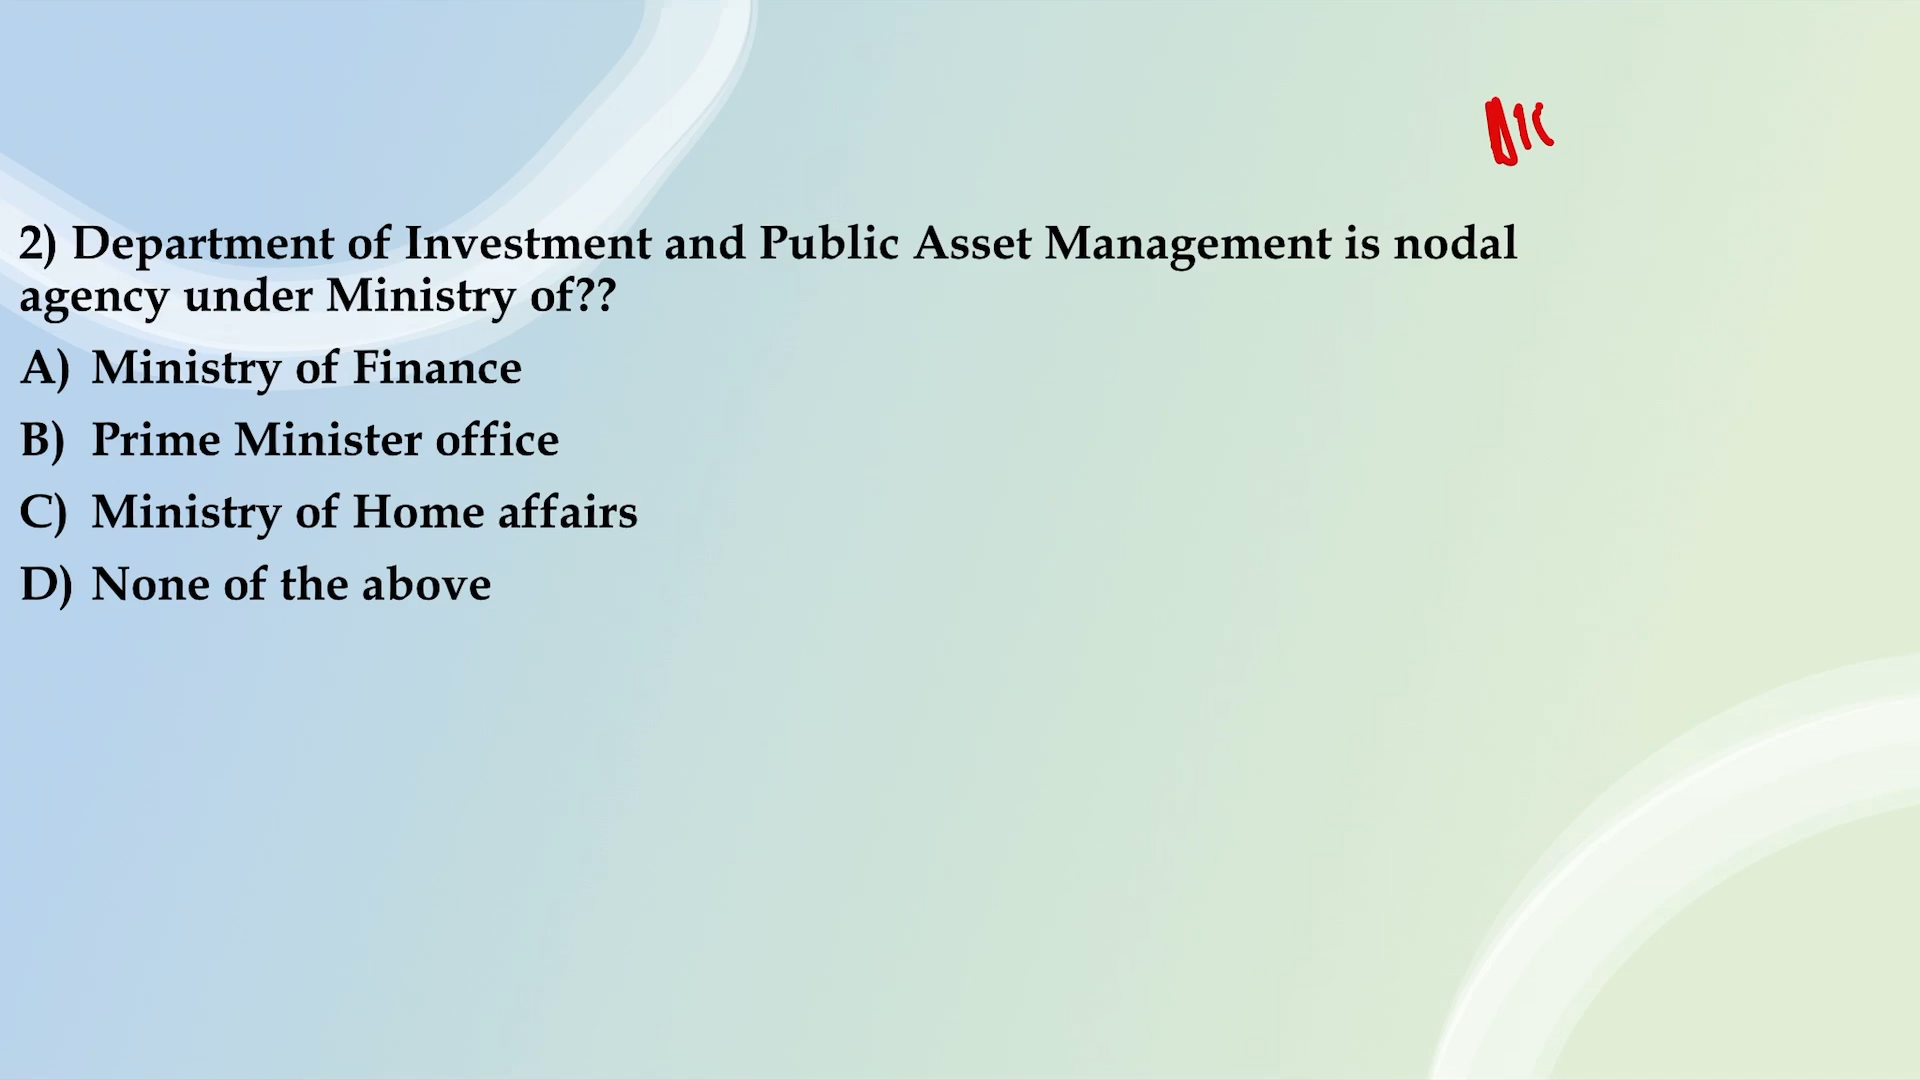 2) Department of Investment and Public Asset Management is nodal
agency under Ministry of??
A) Ministry of Finance
B) Prime Minister office
C) Ministry of Home affairs
D) None of the above